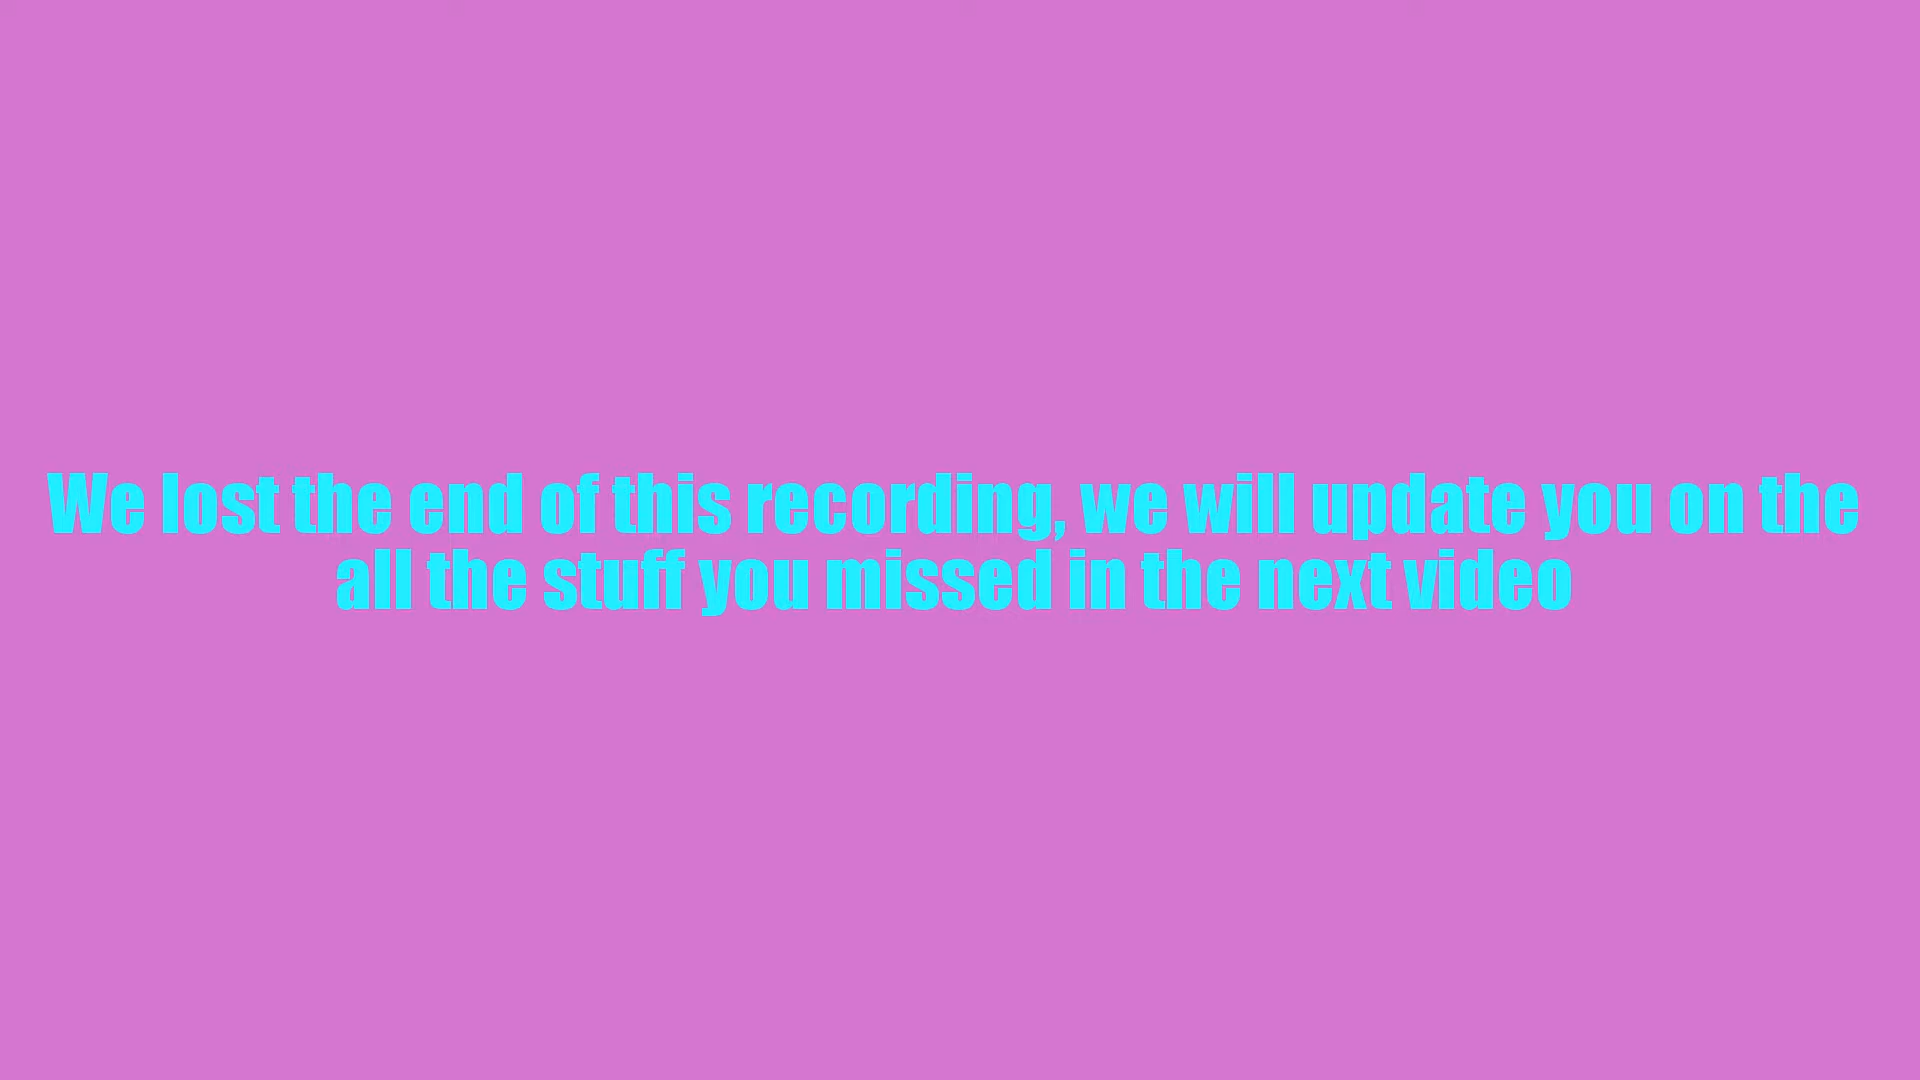 We lost the end of this recording, we will update you on the
all the stuff you missed in the next video